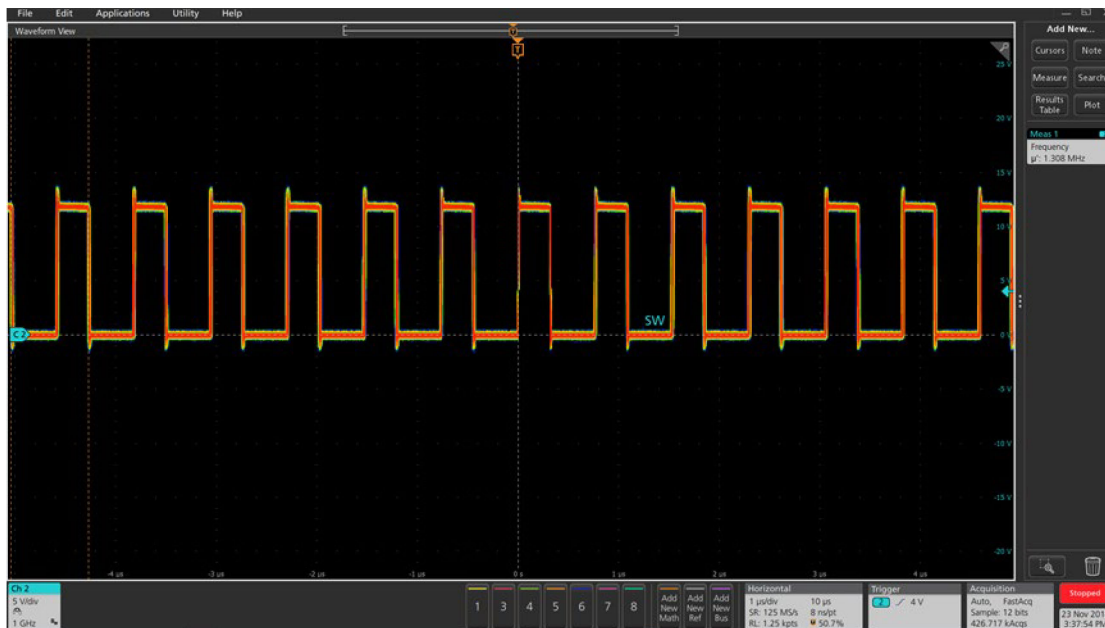 File Edit Applications Utility Help
Waveform View
T
T
25 V
20 V
15 V
10 V
5 V
0 V
-5 V
-10 V
-15 V
-20 V
C 2
SW
-4 µs -3 µs -2 µs -1 µs 0 s 1 µs 2 µs 3 µs 4 µs
Add New...
Cursors Note
Measure Search
Results Table Plot
Meas 1
Frequency
µ': 1.308 MHz
Ch 2
5 V/div
1 GHz
1 3 4 5 6 7 8
Add New Math
Add New Ref
Add New Bus
Horizontal
1 µs/div 10 µs
SR: 125 MS/s 8 ns/pt
RL: 1.25 kpts 50.7%
Trigger
2 4 V
Acquisition
Auto, FastAcq
Sample: 12 bits
426.717 kAcqs
Stopped
23 Nov 201
3:37:54 PM